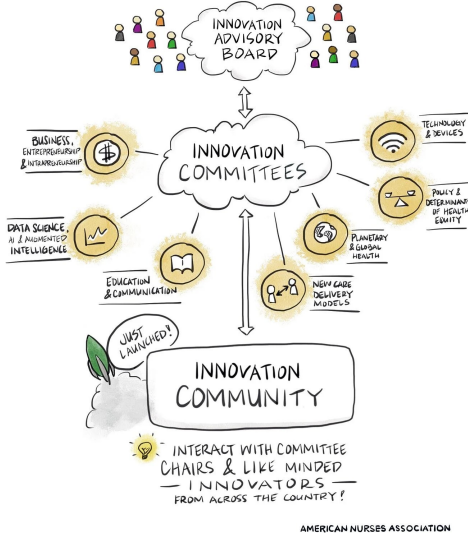 INNOVATION
ADVISORY
BOARD
INNOVATION
COMMITTEES
BUSINESS,
ENTREPRENEURSHIP
& INTRAPRENEURSHIP
$
TECHNOLOGY
& DEVICES
POLICY &
DETERMINAN
OF HEALTH
EQUITY
DATA SCIENCE,
AI & AUGMENTED
INTELLIGENCE
PLANETARY
& GLOBAL
HEALTH
EDUCATION
& COMMUNICATION
NEW CARE
DELIVERY
MODELS
JUST
LAUNCHED!
INNOVATION
COMMUNITY
INTERACT WITH COMMITTEE
CHAIRS & LIKE MINDED
— INNOVATORS —
FROM ACROSS THE COUNTRY!
AMERICAN NURSES ASSOCIATION